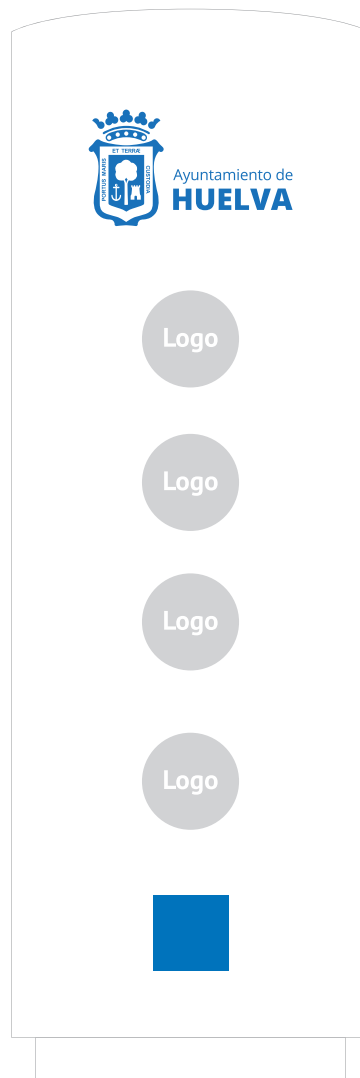 ET TERRÆ
PORTUS MARIS
CUSTODIA
Ayuntamiento de
HUELVA
Logo
Logo
Logo
Logo